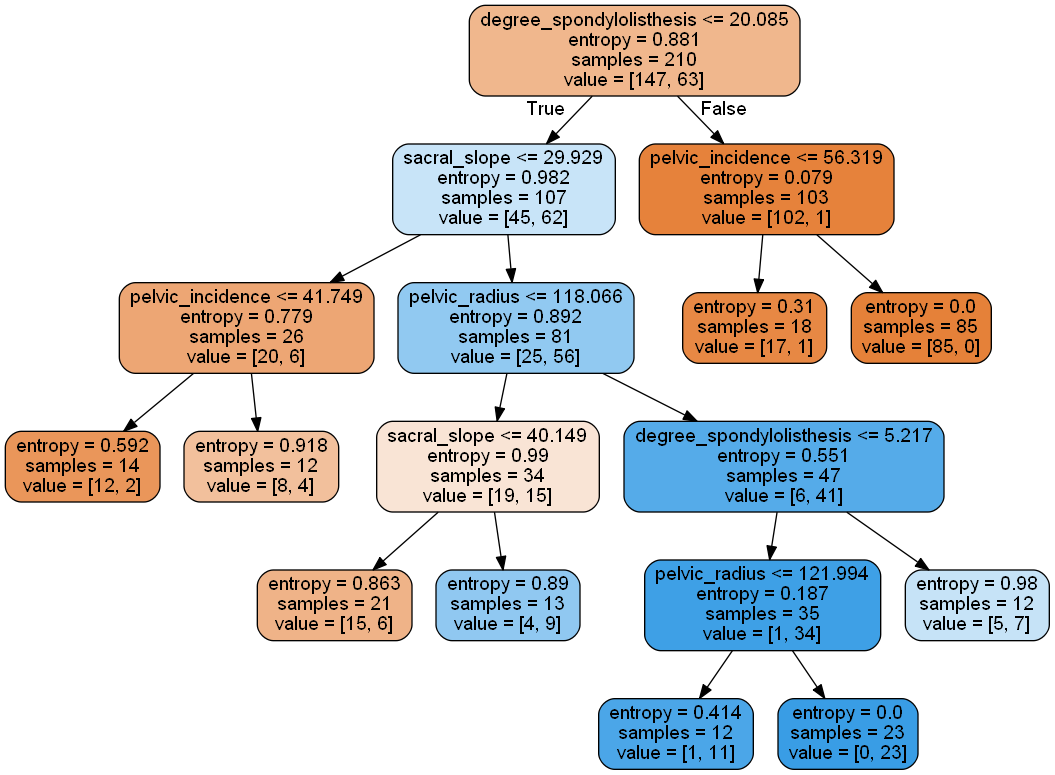 degree_spondylolisthesis <= 20.085
entropy = 0.881
samples = 210
value = [147, 63]
True
False
sacral_slope <= 29.929
entropy = 0.982
samples = 107
value = [45, 62]
pelvic_incidence <= 56.319
entropy = 0.079
samples = 103
value = [102, 1]
pelvic_incidence <= 41.749
entropy = 0.779
samples = 26
value = [20, 6]
pelvic_radius <= 118.066
entropy = 0.892
samples = 81
value = [25, 56]
entropy = 0.31
samples = 18
value = [17, 1]
entropy = 0.0
samples = 85
value = [85, 0]
entropy = 0.592
samples = 14
value = [12, 2]
entropy = 0.918
samples = 12
value = [8, 4]
sacral_slope <= 40.149
entropy = 0.99
samples = 34
value = [19, 15]
degree_spondylolisthesis <= 5.217
entropy = 0.551
samples = 47
value = [6, 41]
entropy = 0.863
samples = 21
value = [15, 6]
entropy = 0.89
samples = 13
value = [4, 9]
pelvic_radius <= 121.994
entropy = 0.187
samples = 35
value = [1, 34]
entropy = 0.98
samples = 12
value = [5, 7]
entropy = 0.414
samples = 12
value = [1, 11]
entropy = 0.0
samples = 23
value = [0, 23]